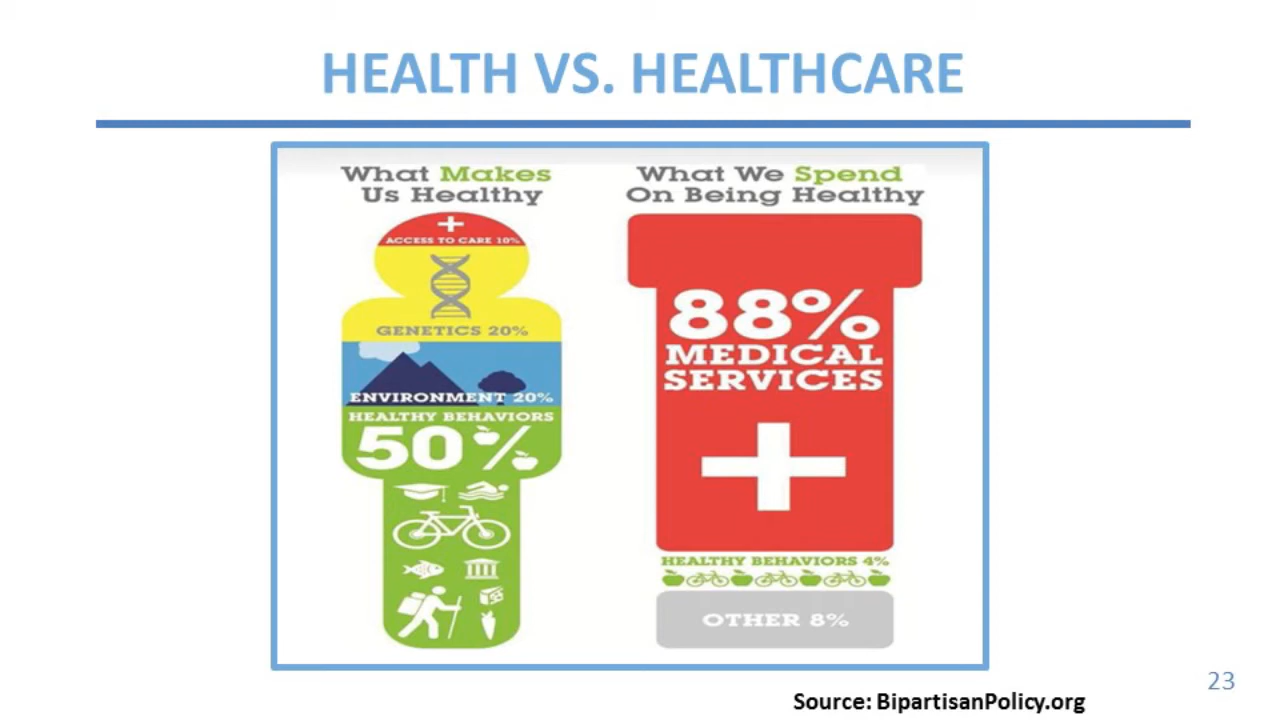 HEALTH VS. HEALTHCARE
What Makes
Us Healthy
ACCESS TO CARE 10%
GENETICS 20%
ENVIRONMENT 20%
HEALTHY BEHAVIORS
50%
What We Spend
On Being Healthy
88%
MEDICAL
SERVICES
HEALTHY BEHAVIORS 4%
OTHER 8%
23
Source: BipartisanPolicy.org